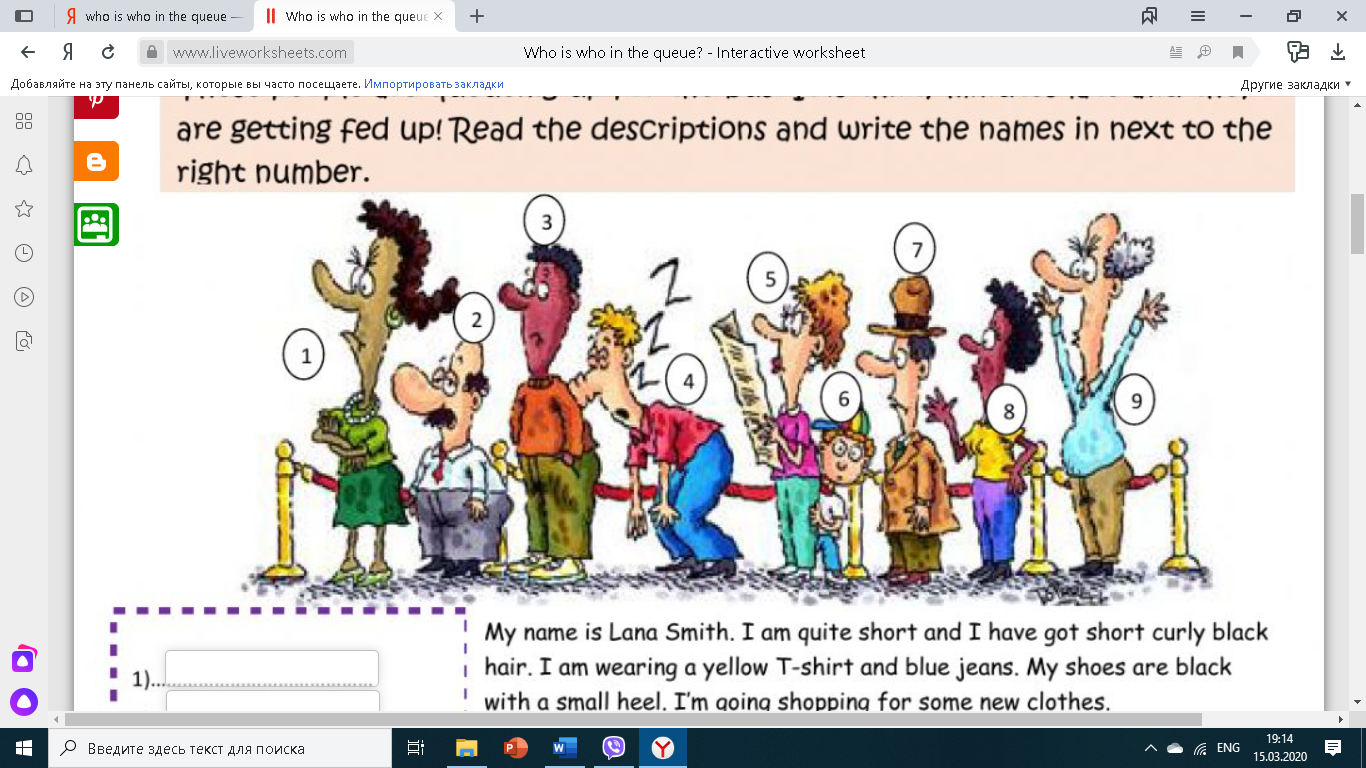 who is who in the queue —
Who is who in the queue
www.liveworksheets.com
Who is who in the queue? - Interactive worksheet
Добавляйте на эту панель сайты, которые вы часто посещаете. Импортировать закладки
Другие закладки
are getting fed up! Read the descriptions and write the names in next to the
right number.
1
2
3
4
5
6
7
8
9
Z
Z
Z
My name is Lana Smith. I am quite short and I have got short curly black
hair. I am wearing a yellow T-shirt and blue jeans. My shoes are black
with a small heel. I'm going shopping for some new clothes.
1)...
Введите здесь текст для поиска
ENG
19:14
15.03.2020